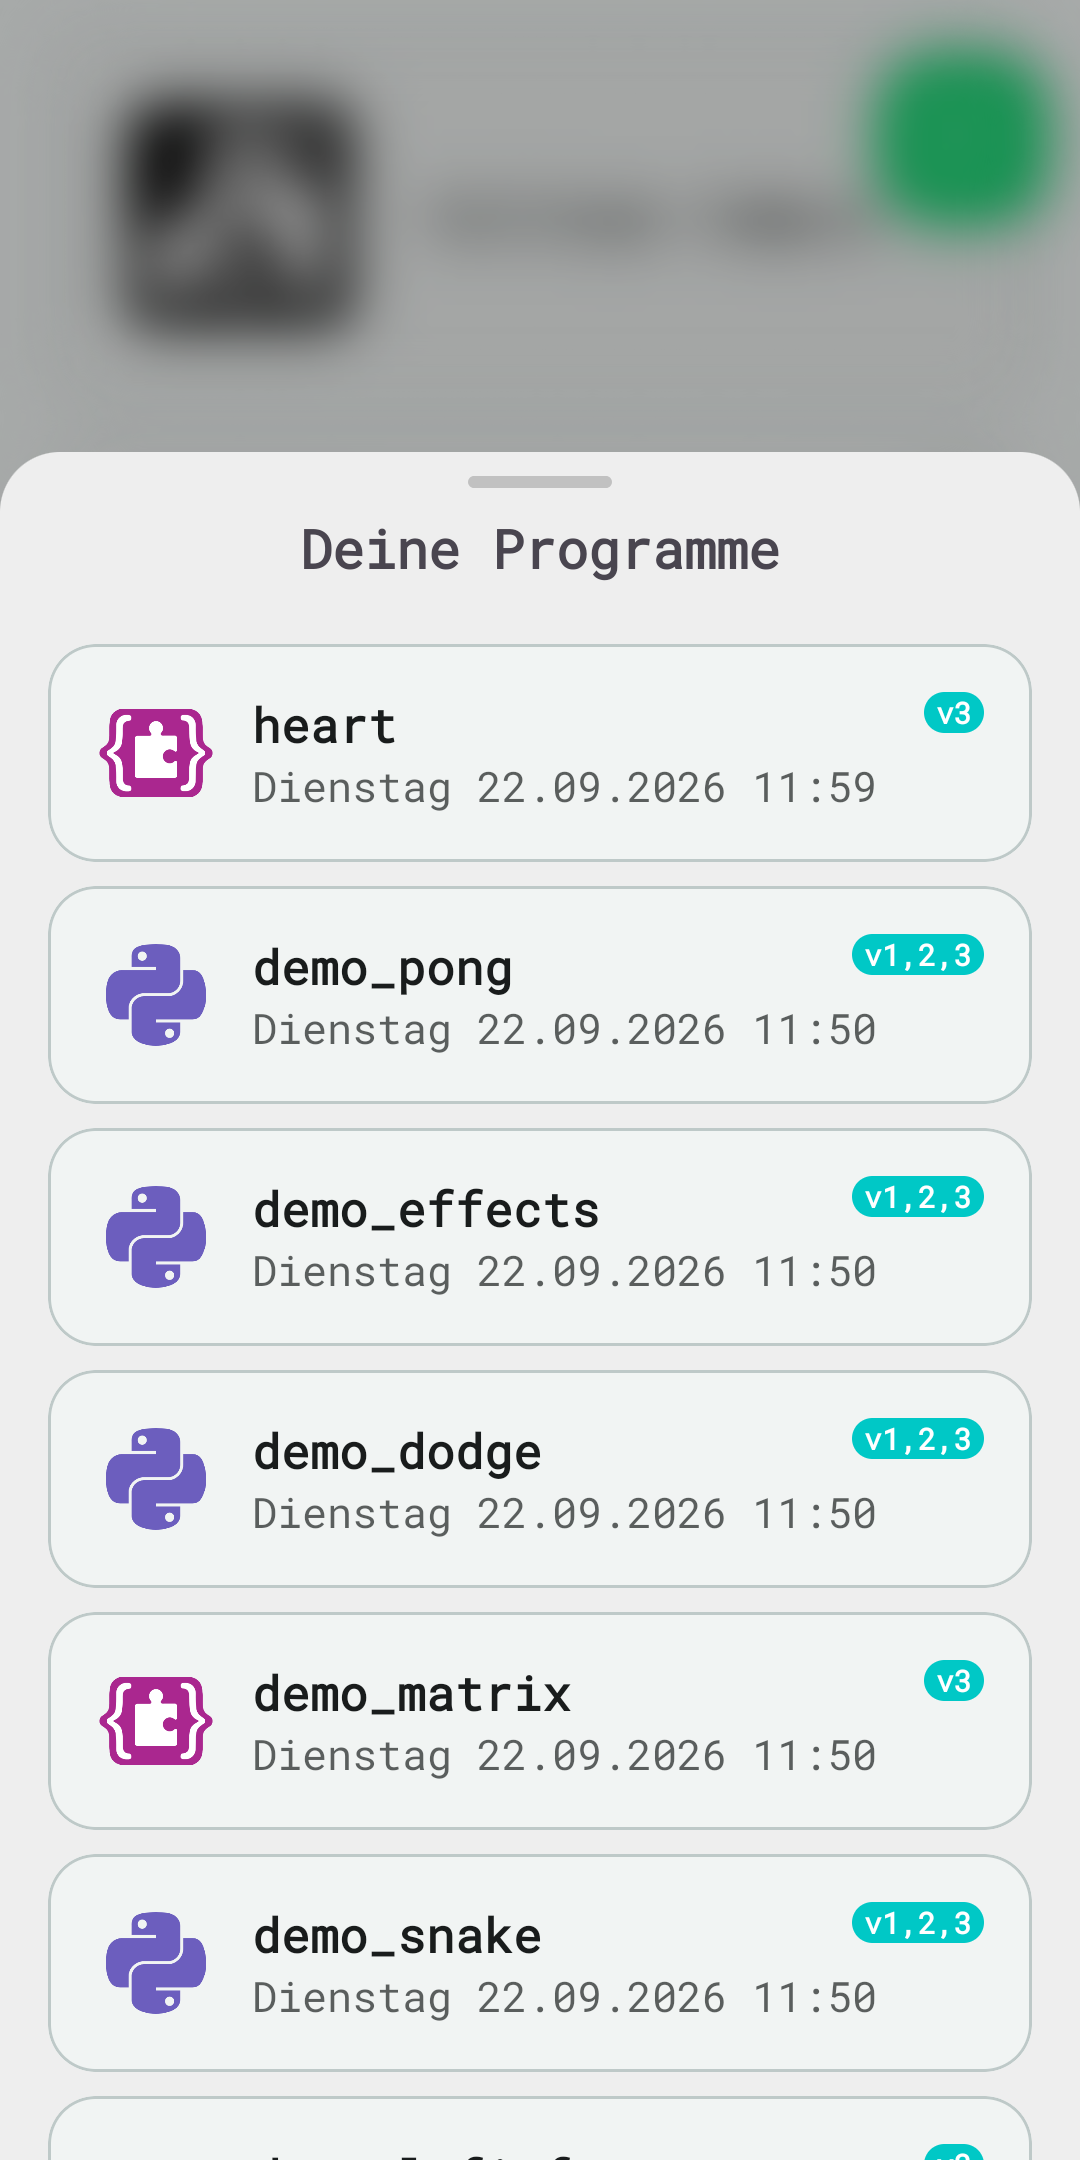 Deine Programme
heart
v3
Dienstag 22.09.2026 11:59
demo_pong
v1,2,3
Dienstag 22.09.2026 11:50
demo_effects
v1,2,3
Dienstag 22.09.2026 11:50
demo_dodge
v1,2,3
Dienstag 22.09.2026 11:50
demo_matrix
v3
Dienstag 22.09.2026 11:50
demo_snake
v1,2,3
Dienstag 22.09.2026 11:50